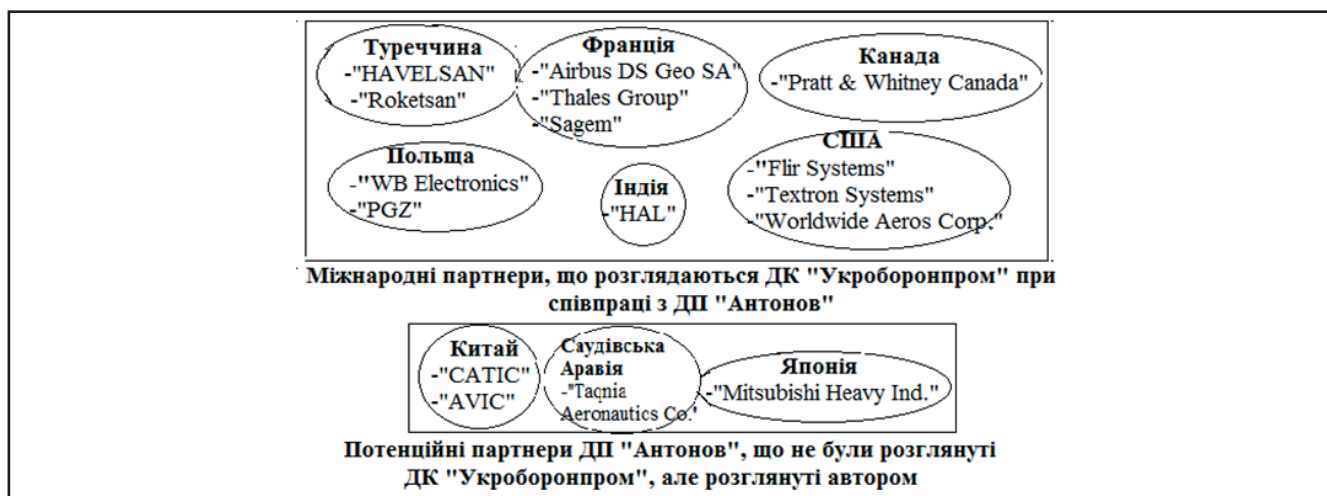 Туреччина
-"HAVELSAN"
-"Roketsan"
Франція
-"Airbus DS Geo SA"
-"Thales Group"
-"Sagem"
Канада
-"Pratt & Whitney Canada"
Польща
-"WB Electronics"
-"PGZ"
Індія
-"HAL"
США
-"Flir Systems"
-"Textron Systems"
-"Worldwide Aeros Corp."
Міжнародні партнери, що розглядаються ДК "Укроборонпром" при
співпраці з ДП "Антонов"
Китай
-"CATIC"
-"AVIC"
Саудівська
Аравія
-"Taqnia
Aeronautics Co.'
Японія
-"Mitsubishi Heavy Ind."
Потенційні партнери ДП "Антонов", що не були розглянуті
ДК "Укроборонпром", але розглянуті автором